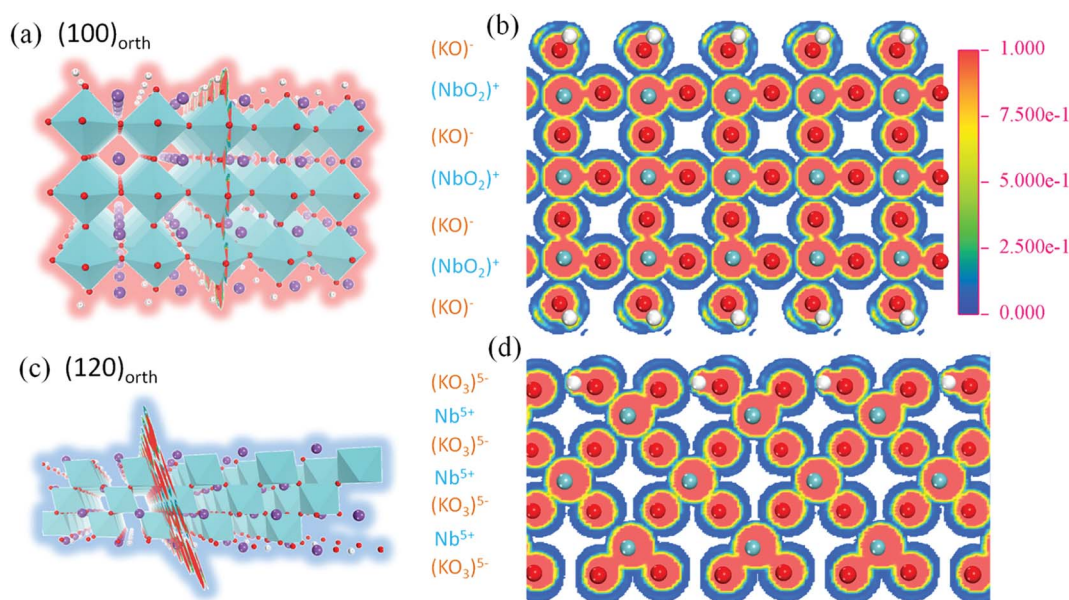 (a) (100)orth
(KO)⁻
(NbO₂)⁺
(KO)⁻
(NbO₂)⁺
(KO)⁻
(NbO₂)⁺
(KO)⁻
(b)
1.000
7.500e-1
5.000e-1
2.500e-1
0.000
(c) (120)orth
(KO₃)⁵⁻
Nb⁵⁺
(KO₃)⁵⁻
Nb⁵⁺
(KO₃)⁵⁻
Nb⁵⁺
(KO₃)⁵⁻
(d)